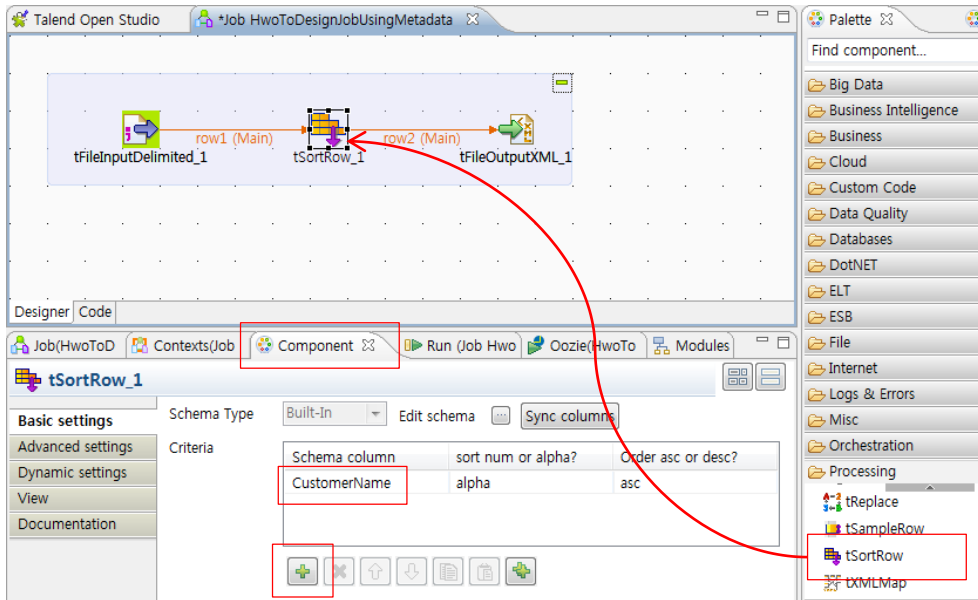 Talend Open Studio
*Job HwoToDesignJobUsingMetadata
Palette
Find component...
Big Data
Business Intelligence
Business
Cloud
Custom Code
Data Quality
Databases
DotNET
ELT
ESB
File
Internet
Logs & Errors
Misc
Orchestration
Processing
tReplace
tSampleRow
tSortRow
tXMLMap
row1 (Main)
row2 (Main)
tFileInputDelimited_1
tSortRow_1
tFileOutputXML_1
Designer
Code
Job(HwoToD
Contexts(Job
Component
Run (Job Hwo
Oozie(HwoTo
Modules
tSortRow_1
Basic settings
Advanced settings
Dynamic settings
View
Documentation
Schema Type
Built-In
Edit schema
Sync columns
Criteria
Schema column
sort num or alpha?
Order asc or desc?
CustomerName
alpha
asc